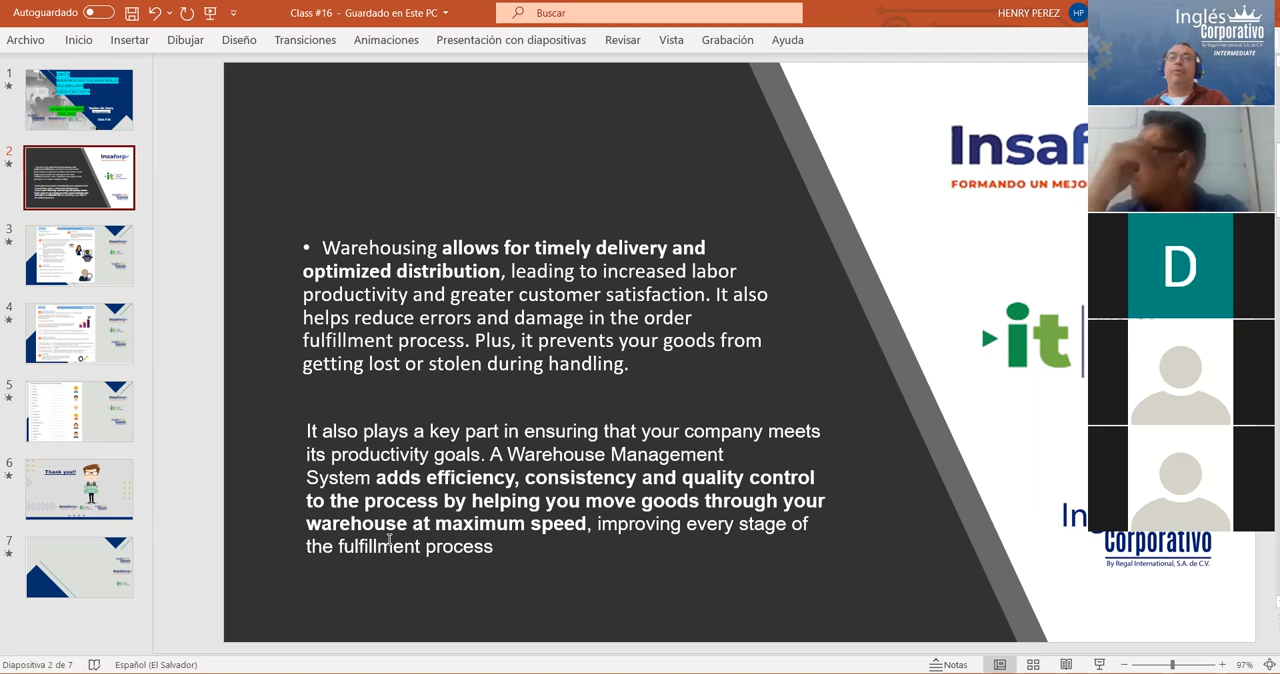 Autoguardado
Class #16 - Guardado en Este PC
Buscar
HENRY PEREZ
HP
Archivo
Inicio
Insertar
Dibujar
Diseño
Transiciones
Animaciones
Presentación con diapositivas
Revisar
Vista
Grabación
Ayuda
Inglés
Corporativo
By Regal International, S.A. de C.V.
INTERMEDIATE
1
2
3
4
5
6
7
Thank you!!
Insaf
FORMANDO UN MEJO
• Warehousing allows for timely delivery and
optimized distribution, leading to increased labor
productivity and greater customer satisfaction. It also
helps reduce errors and damage in the order
fulfillment process. Plus, it prevents your goods from
getting lost or stolen during handling.
It also plays a key part in ensuring that your company meets
its productivity goals. A Warehouse Management
System adds efficiency, consistency and quality control
to the process by helping you move goods through your
warehouse at maximum speed, improving every stage of
the fulfillment process
it
D
In
Corporativo
By Regal International, S.A. de C.V.
Diapositiva 2 de 7
Español (El Salvador)
Notas
97%